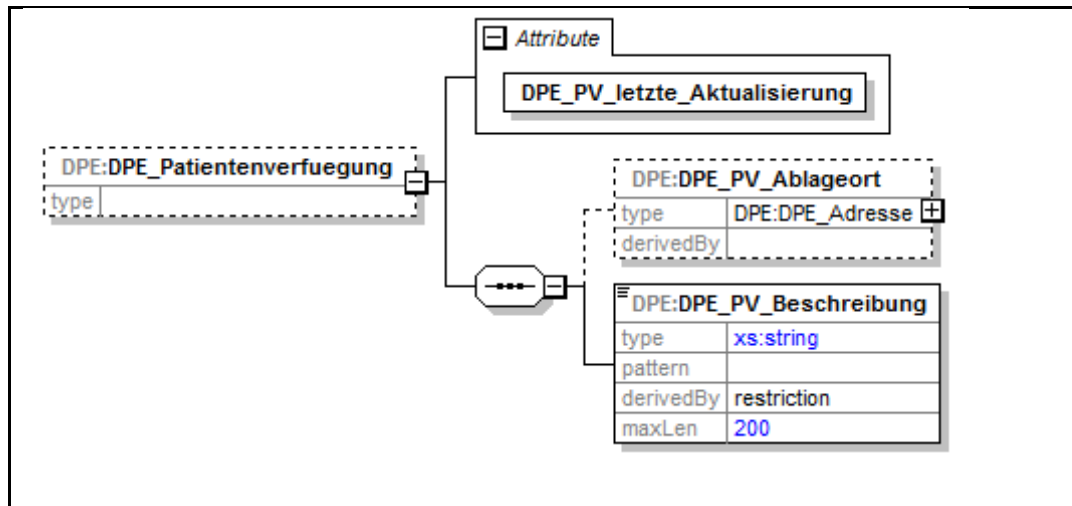 Attribute
DPE_PV_letzte_Aktualisierung
DPE:DPE_Patientenverfuegung
type
DPE:DPE_PV_Ablageort
type DPE:DPE_Adresse
derivedBy
DPE:DPE_PV_Beschreibung
type xs:string
pattern
derivedBy restriction
maxLen 200